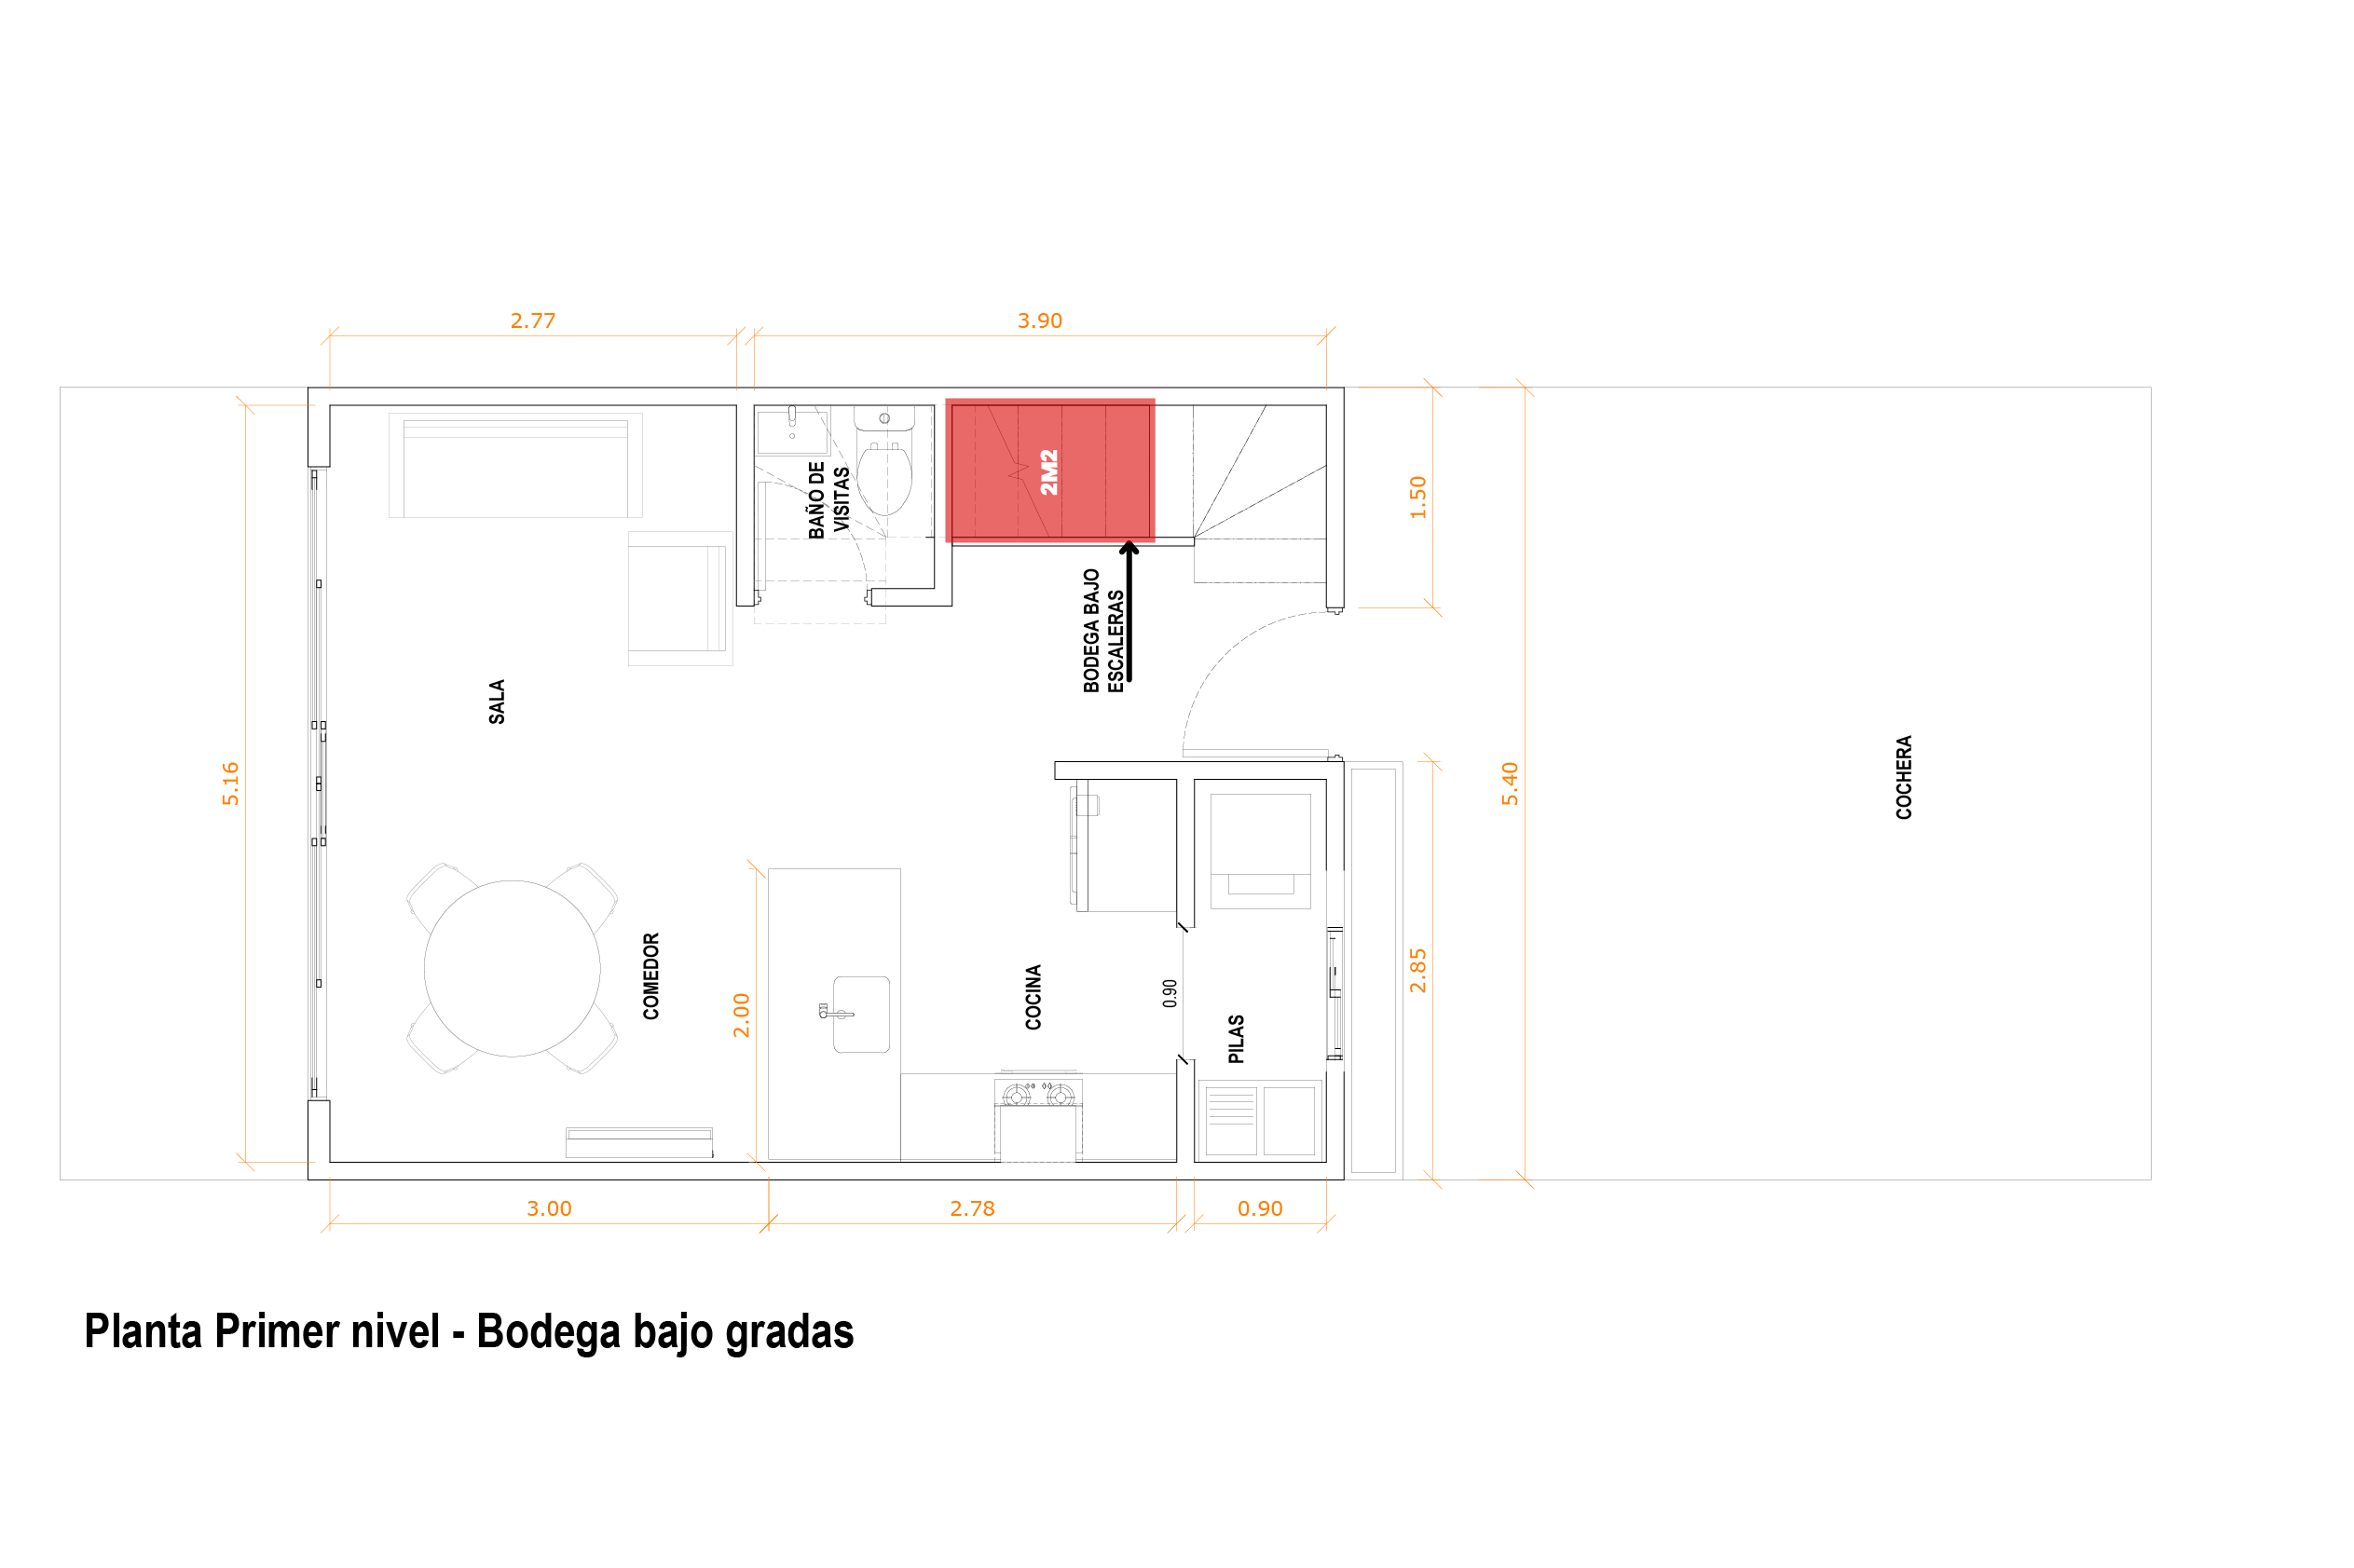 2.77
3.90
2M2
BAÑO DE
VISITAS
1.50
BODEGA BAJO
ESCALERAS
SALA
5.16
5.40
COCHERA
COMEDOR
2.00
COCINA
0.90
PILAS
2.85
3.00
2.78
0.90
Planta Primer nivel - Bodega bajo gradas